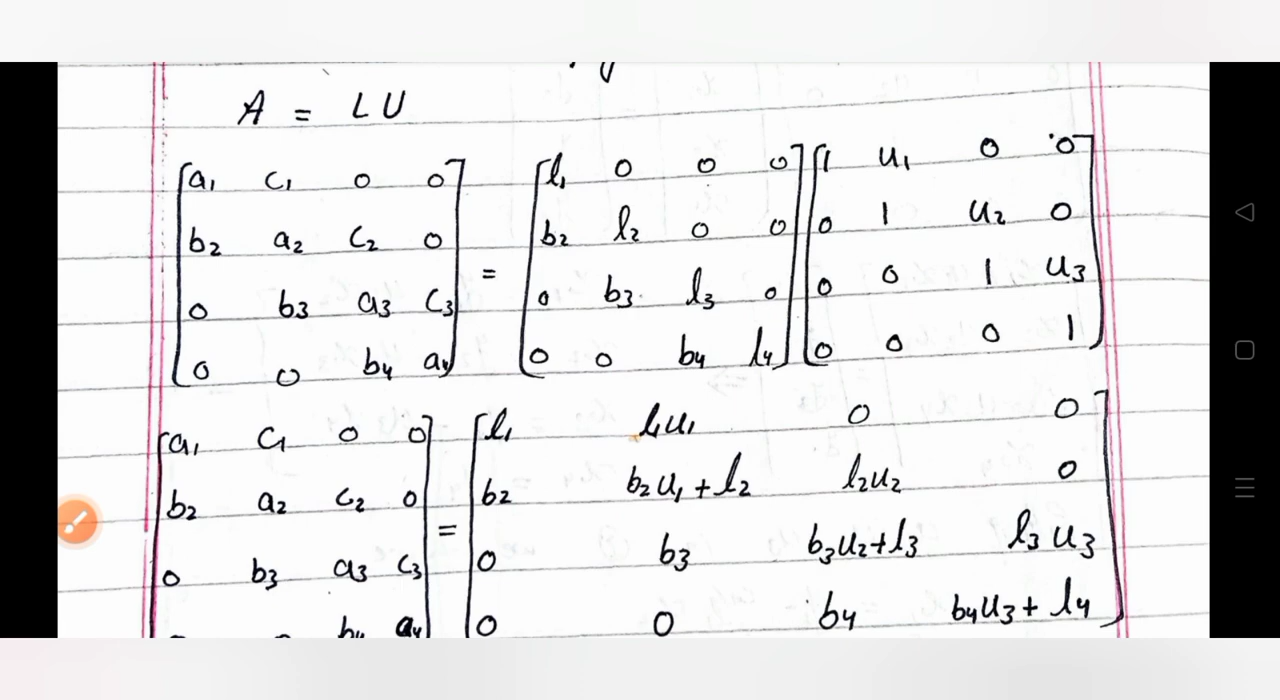 A = LU
[a₁ c₁ 0 0] = [l₁ 0 0 0] [1 u₁ 0 0]
[b₂ a₂ c₂ 0] [b₂ l₂ 0 0] [0 1 u₂ 0]
[0 b₃ a₃ c₃] [0 b₃ l₃ 0] [0 0 1 u₃]
[0 0 b₄ a₄] [0 0 b₄ l₄] [0 0 0 1]
[a₁ c₁ 0 0] = [l₁ l₁u₁ 0 0]
[b₂ a₂ c₂ 0] [b₂ b₂u₁+l₂ l₂u₂ 0]
[0 b₃ a₃ c₃] [0 b₃ b₃u₂+l₃ l₃u₃]
b₄ a₄] [0 0 b₄ b₄u₃+l₄]